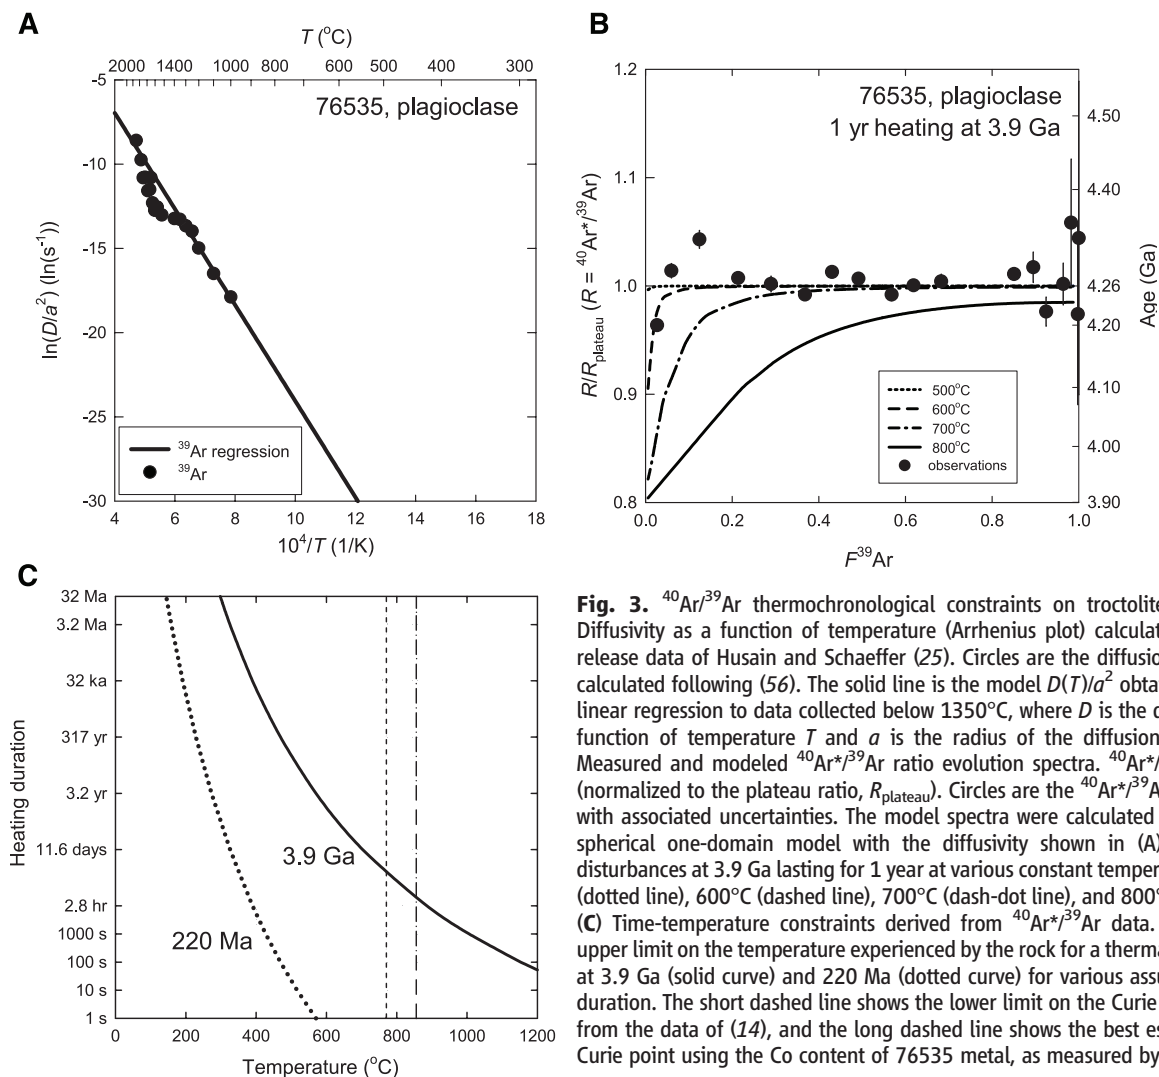 A
T (°C)
2000 1400 1000 800 560 400 300
76535, plagioclase
-5
-10
-15
-20
-25
-30
ln(D/a²) (ln(s⁻¹))
³⁹Ar regression
³⁹Ar
4 6 8 10 12 14 16 18
10⁴/T (1/K)
B
76535, plagioclase
1 yr heating at 3.9 Ga
1.2
1.1
1.0
0.9
0.8
R/Rplateau (R = ⁴⁰Ar*/³⁹Ar)
4.50
4.40
4.26
4.20
4.10
4.00
3.90
Age (Ga)
500°C
600°C
700°C
800°C
observations
0.0 0.2 0.4 0.6 0.8 1.0
F³⁹Ar
C
32 Ma
3.2 Ma
32 ka
317 yr
3.2 yr
11.6 days
2.8 hr
1000 s
100 s
10 s
1 s
Heating duration
3.9 Ga
220 Ma
0 200 400 600 800 1000 1200
Temperature (°C)
Fig. 3. ⁴⁰Ar/³⁹Ar thermochronological constraints on troctolite
Diffusivity as a function of temperature (Arrhenius plot) calculat
release data of Husain and Schaeffer (25). Circles are the diffusio
calculated following (56). The solid line is the model D(T)/a² obta
linear regression to data collected below 1350°C, where D is the d
function of temperature T and a is the radius of the diffusion
Measured and modeled ⁴⁰Ar*/³⁹Ar ratio evolution spectra. ⁴⁰Ar*/
(normalized to the plateau ratio, Rplateau). Circles are the ⁴⁰Ar*/³⁹A
with associated uncertainties. The model spectra were calculated
spherical one-domain model with the diffusivity shown in (A)
disturbances at 3.9 Ga lasting for 1 year at various constant temper
(dotted line), 600°C (dashed line), 700°C (dash-dot line), and 800°
(C) Time-temperature constraints derived from ⁴⁰Ar*/³⁹Ar data.
upper limit on the temperature experienced by the rock for a therma
at 3.9 Ga (solid curve) and 220 Ma (dotted curve) for various assu
duration. The short dashed line shows the lower limit on the Curie
from the data of (14), and the long dashed line shows the best es
Curie point using the Co content of 76535 metal, as measured by